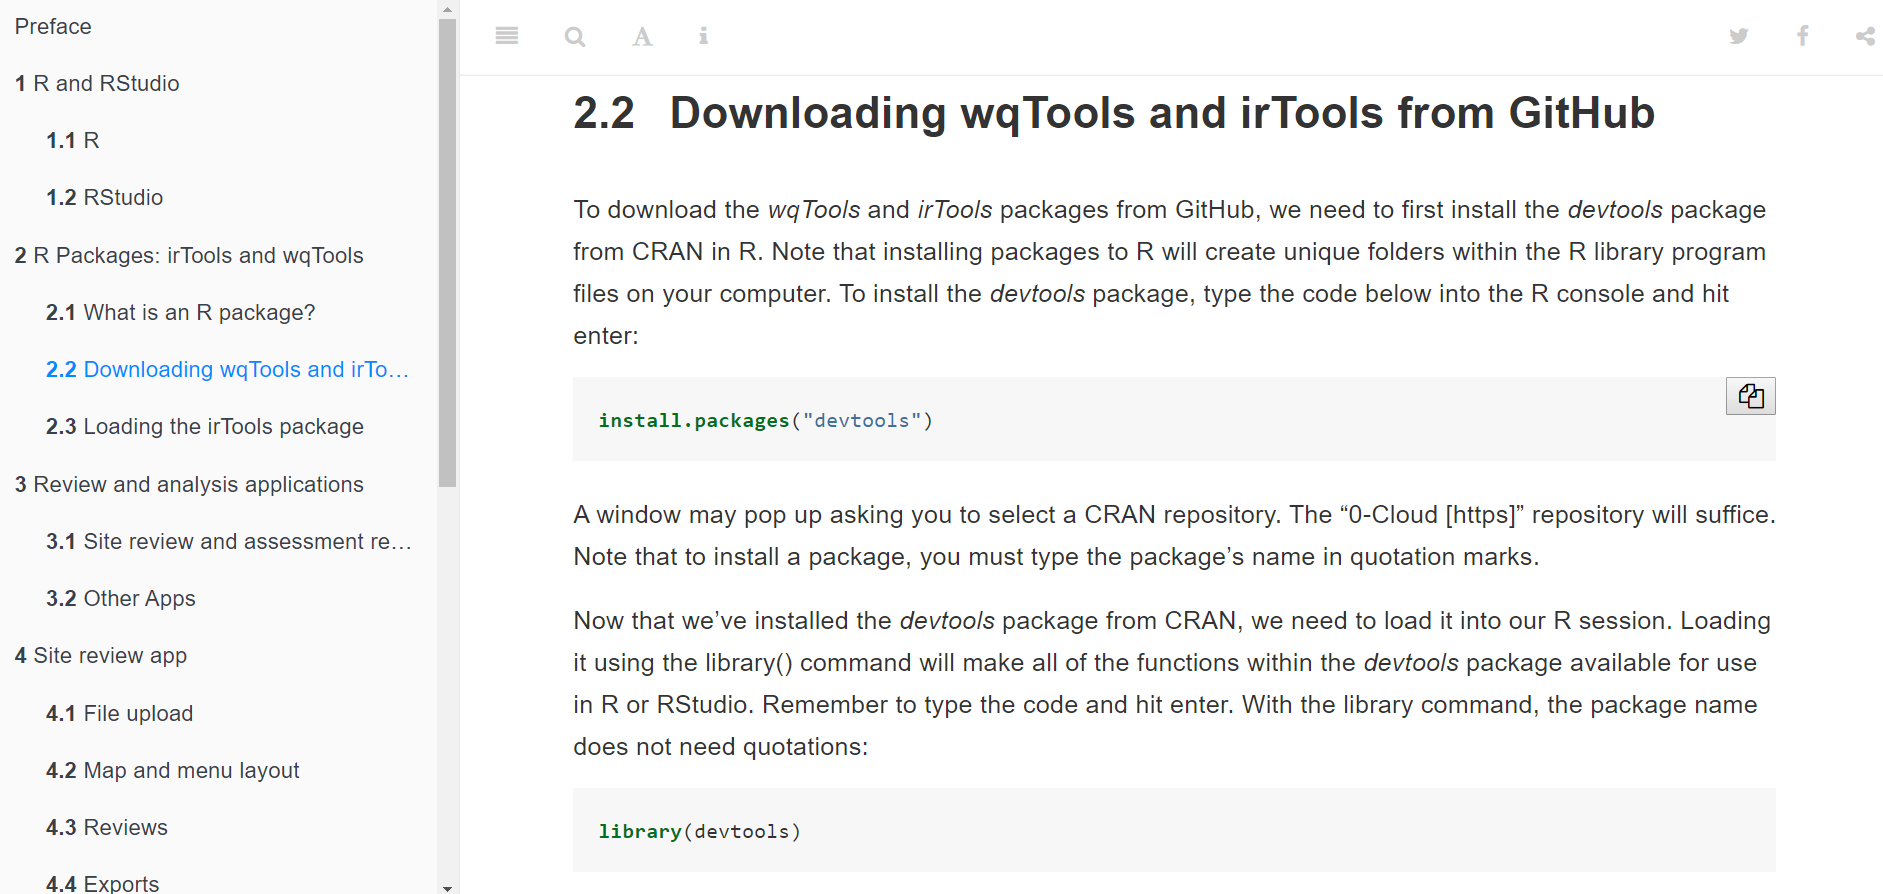 Preface
1 R and RStudio
1.1 R
1.2 RStudio
2 R Packages: irTools and wqTools
2.1 What is an R package?
2.2 Downloading wqTools and irTo…
2.3 Loading the irTools package
3 Review and analysis applications
3.1 Site review and assessment re…
3.2 Other Apps
4 Site review app
4.1 File upload
4.2 Map and menu layout
4.3 Reviews
4.4 Exports
2.2 Downloading wqTools and irTools from GitHub
To download the wqTools and irTools packages from GitHub, we need to first install the devtools package
from CRAN in R. Note that installing packages to R will create unique folders within the R library program
files on your computer. To install the devtools package, type the code below into the R console and hit
enter:
install.packages("devtools")
A window may pop up asking you to select a CRAN repository. The “0-Cloud [https]” repository will suffice.
Note that to install a package, you must type the package’s name in quotation marks.
Now that we’ve installed the devtools package from CRAN, we need to load it into our R session. Loading
it using the library() command will make all of the functions within the devtools package available for use
in R or RStudio. Remember to type the code and hit enter. With the library command, the package name
does not need quotations:
library(devtools)